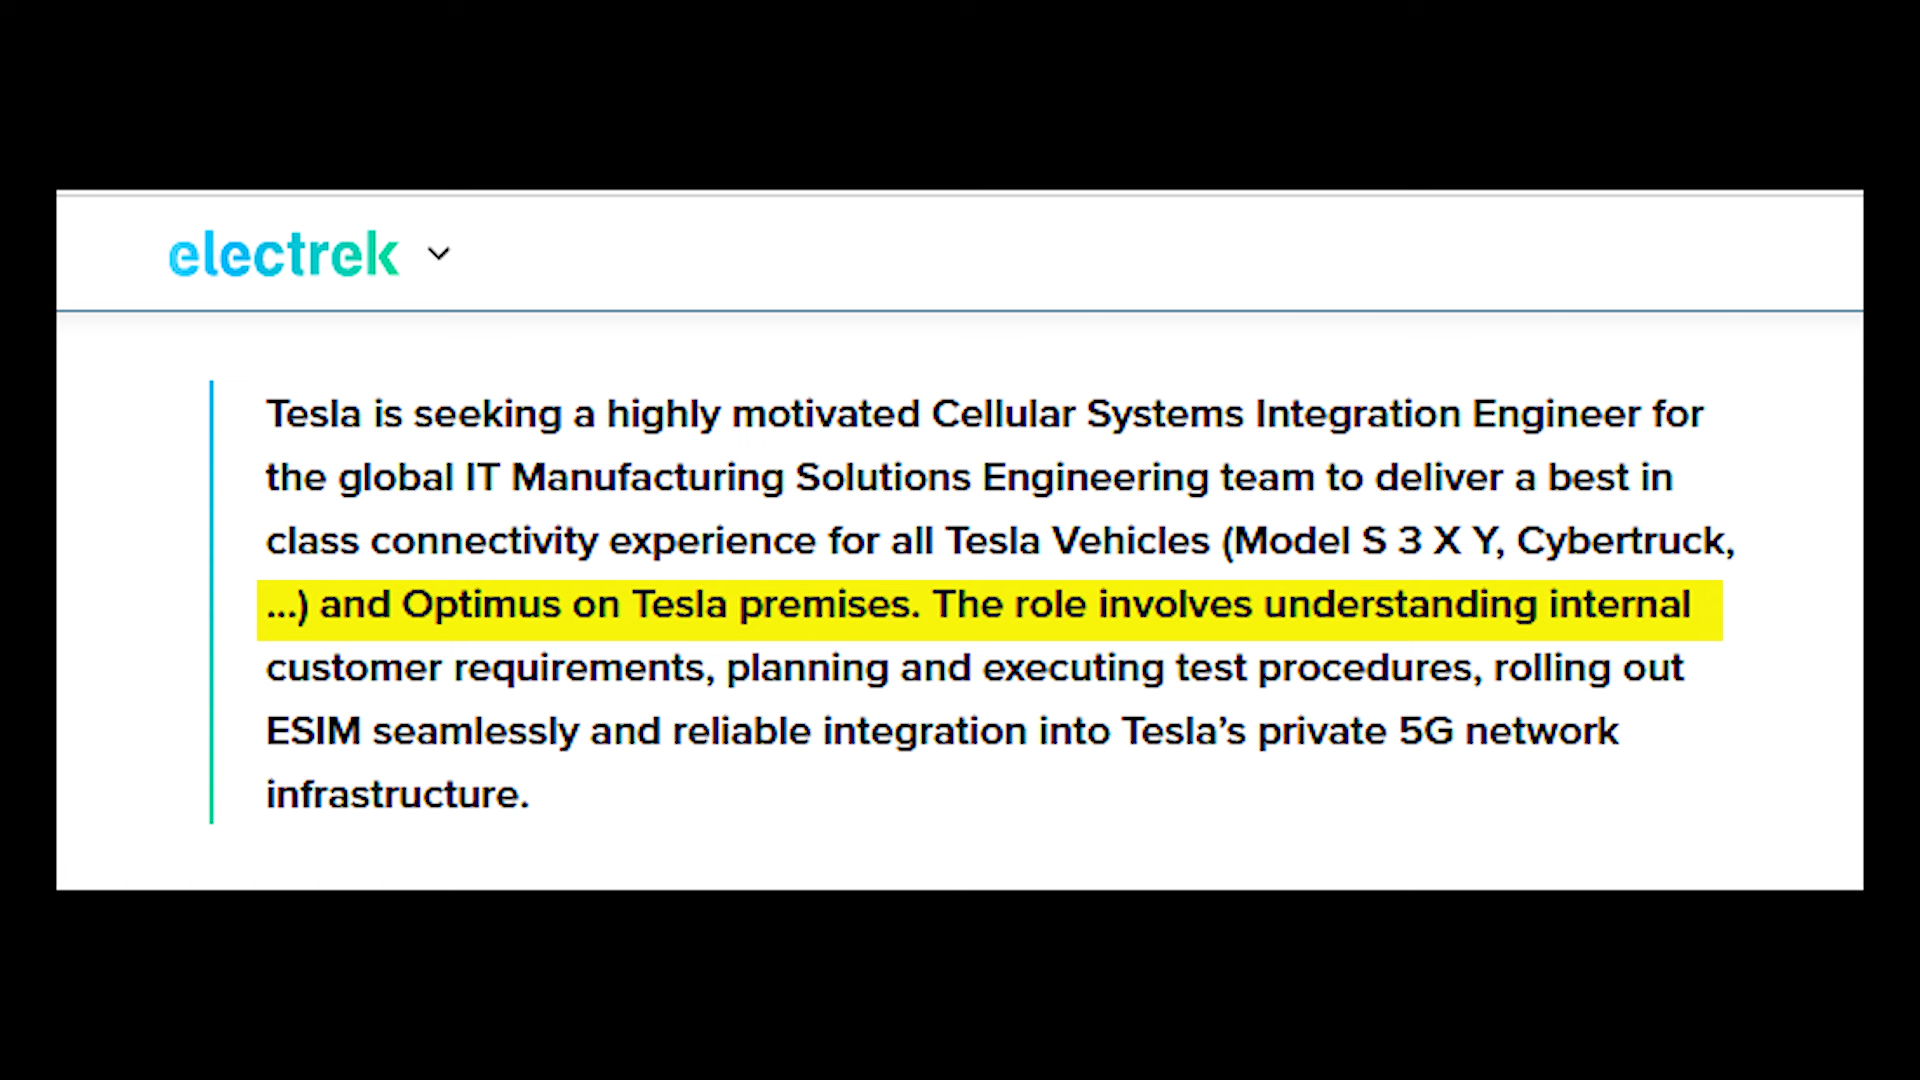 electrek
Tesla is seeking a highly motivated Cellular Systems Integration Engineer for
the global IT Manufacturing Solutions Engineering team to deliver a best in
class connectivity experience for all Tesla Vehicles (Model S 3 X Y, Cybertruck,
…) and Optimus on Tesla premises. The role involves understanding internal
customer requirements, planning and executing test procedures, rolling out
ESIM seamlessly and reliable integration into Tesla’s private 5G network
infrastructure.